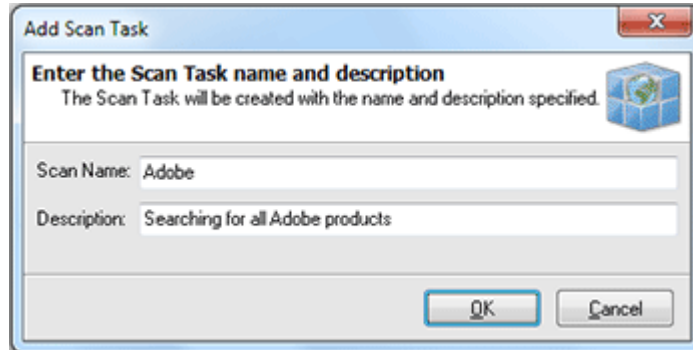 Add Scan Task
Enter the Scan Task name and description
The Scan Task will be created with the name and description specified.
Scan Name: Adobe
Description: Searching for all Adobe products
OK Cancel